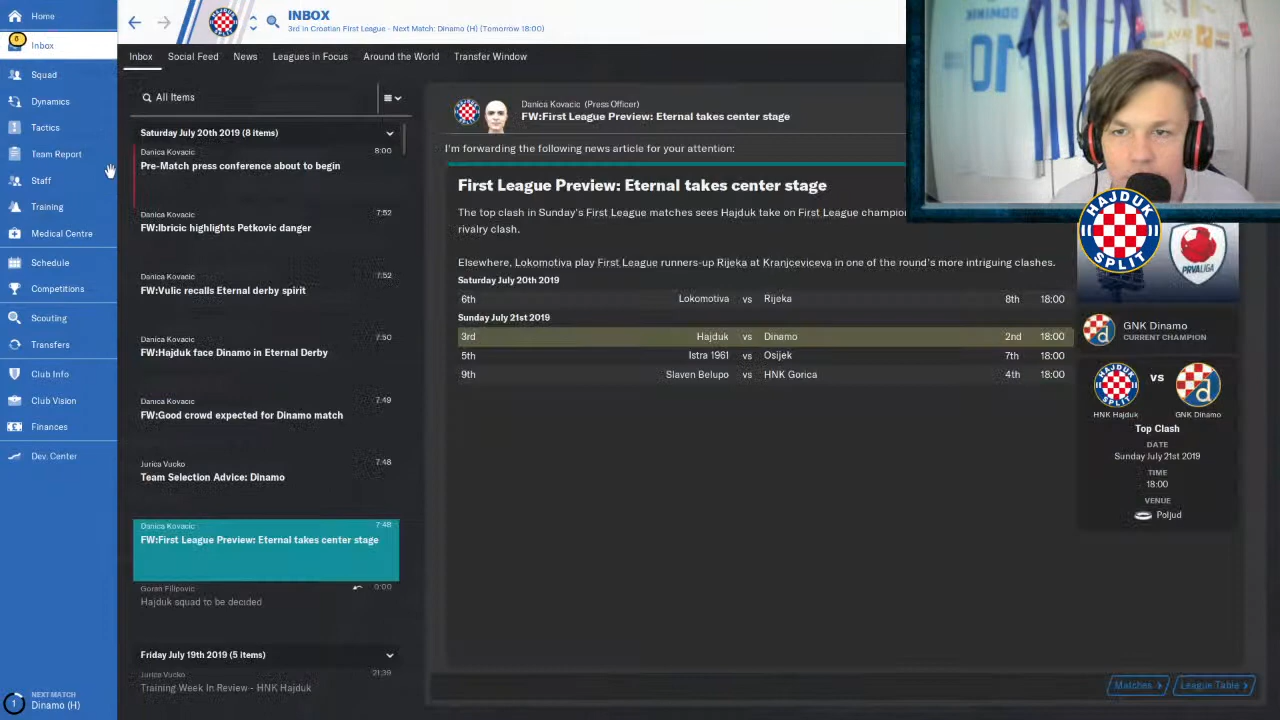 Home
6
Inbox
Squad
Dynamics
Tactics
Team Report
Staff
Training
Medical Centre
Schedule
Competitions
Scouting
Transfers
Club Info
Club Vision
Finances
Dev. Center
1
NEXT MATCH
Dinamo (H)
INBOX
3rd in Croatian First League - Next Match: Dinamo (H) (Tomorrow 18:00)
Inbox Social Feed News Leagues in Focus Around the World Transfer Window
All Items
Saturday July 20th 2019 (8 items)
Danica Kovacic 8:00
Pre-Match press conference about to begin
Danica Kovacic 7:52
FW:Ibricic highlights Petkovic danger
Danica Kovacic 7:52
FW:Vulic recalls Eternal derby spirit
Danica Kovacic 7:50
FW:Hajduk face Dinamo in Eternal Derby
Danica Kovacic 7:49
FW:Good crowd expected for Dinamo match
Jurica Vucko 7:48
Team Selection Advice: Dinamo
Danica Kovacic 7:48
FW:First League Preview: Eternal takes center stage
Goran Filipovic 0:00
Hajduk squad to be decided
Friday July 19th 2019 (5 items)
Jurica Vucko 21:39
Training Week In Review - HNK Hajduk
Danica Kovacic (Press Officer)
FW:First League Preview: Eternal takes center stage
I'm forwarding the following news article for your attention:
First League Preview: Eternal takes center stage
The top clash in Sunday's First League matches sees Hajduk take on First League champio
rivalry clash.
Elsewhere, Lokomotiva play First League runners-up Rijeka at Kranjceviceva in one of the round's more intriguing clashes.
Saturday July 20th 2019
6th Lokomotiva vs Rijeka 8th 18:00
Sunday July 21st 2019
3rd Hajduk vs Dinamo 2nd 18:00
5th Istra 1961 vs Osijek 7th 18:00
9th Slaven Belupo vs HNK Gorica 4th 18:00
DOMINIK
10
HAJDUK
SPLIT
PRVALIGA
GNK Dinamo
CURRENT CHAMPION
VS
HNK Hajduk GNK Dinamo
Top Clash
DATE
Sunday July 21st 2019
TIME
18:00
VENUE
Poljud
Matches League Table